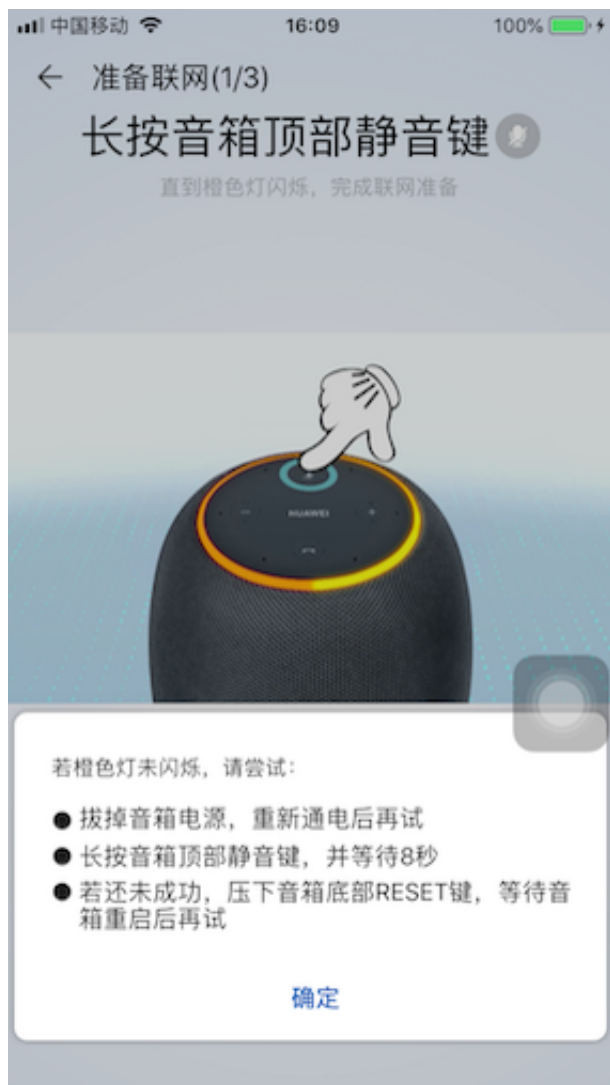 中国移动 16:09 100%
← 准备联网(1/3)
长按音箱顶部静音键
直到橙色灯闪烁，完成联网准备
- HUAWEI +
若橙色灯未闪烁，请尝试：
● 拔掉音箱电源，重新通电后再试
● 长按音箱顶部静音键，并等待8秒
● 若还未成功，压下音箱底部RESET键，等待音
箱重启后再试
确定